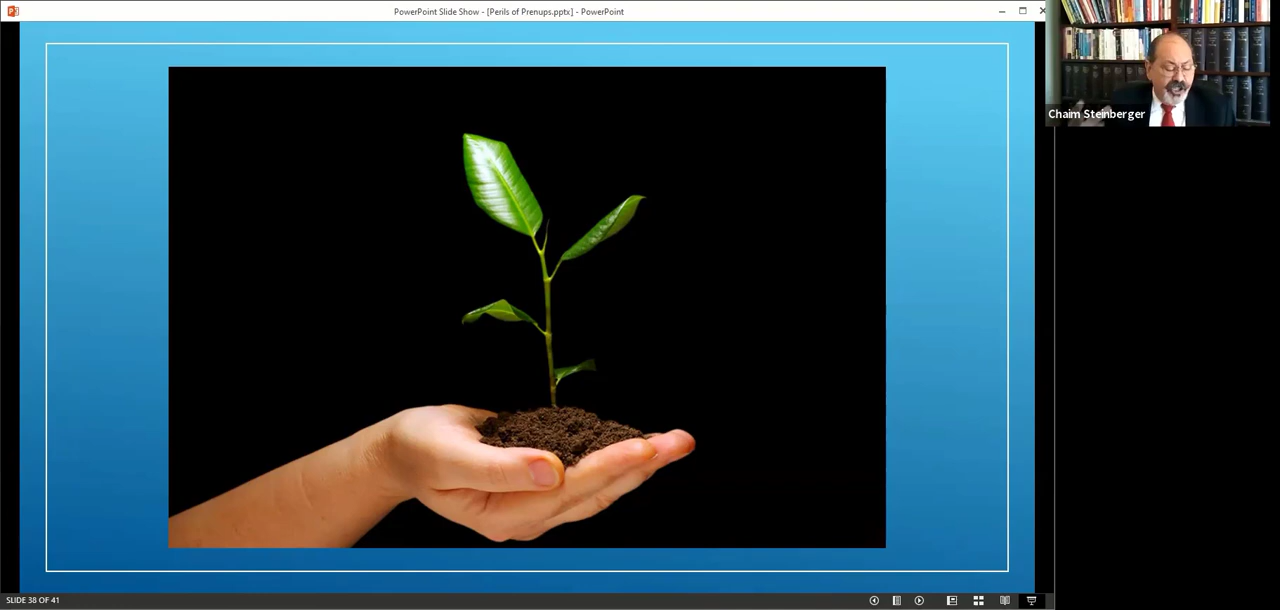 PowerPoint Slide Show - [Perils of Prenups.pptx] - PowerPoint
Chaim Steinberger
SLIDE 38 OF 41